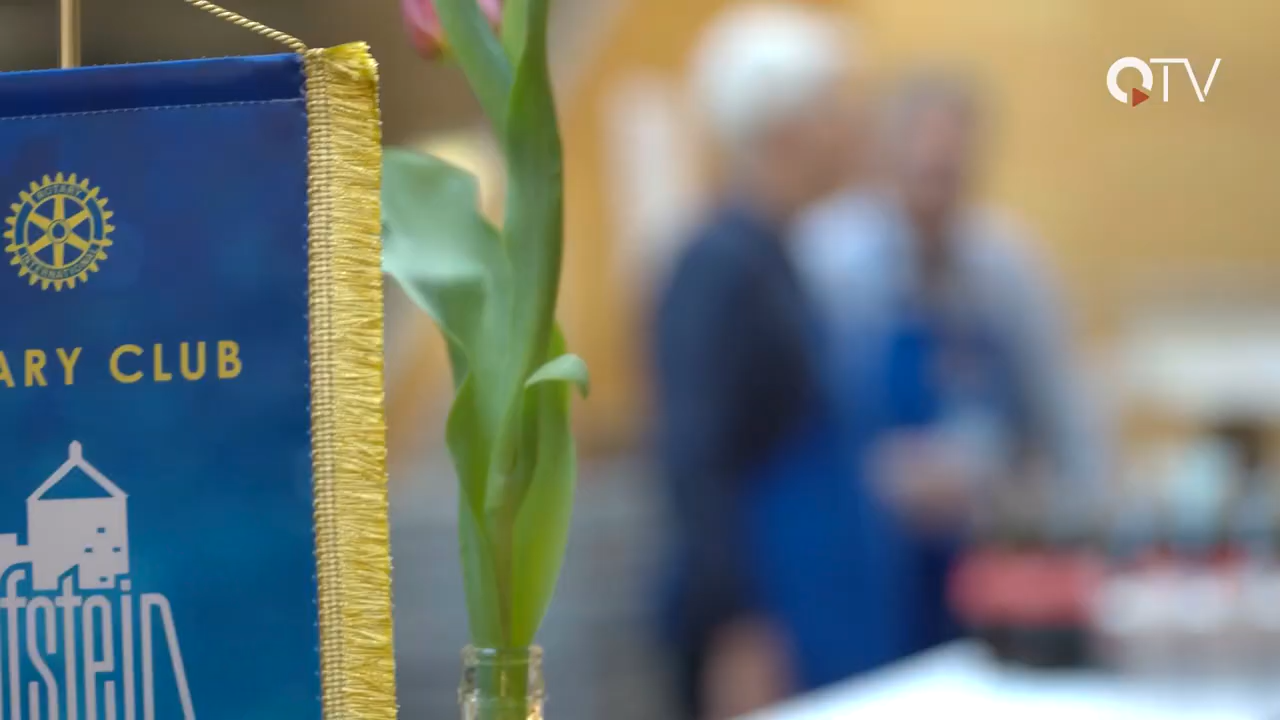 QTV
ROTARY
INTERNATIONAL
ARY CLUB
fstein